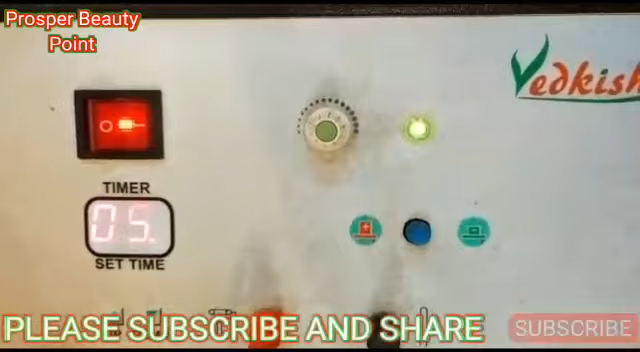 Prosper Beauty
Point
Vedkish
TIMER
05.
SET TIME
PLEASE SUBSCRIBE AND SHARE
SUBSCRIBE